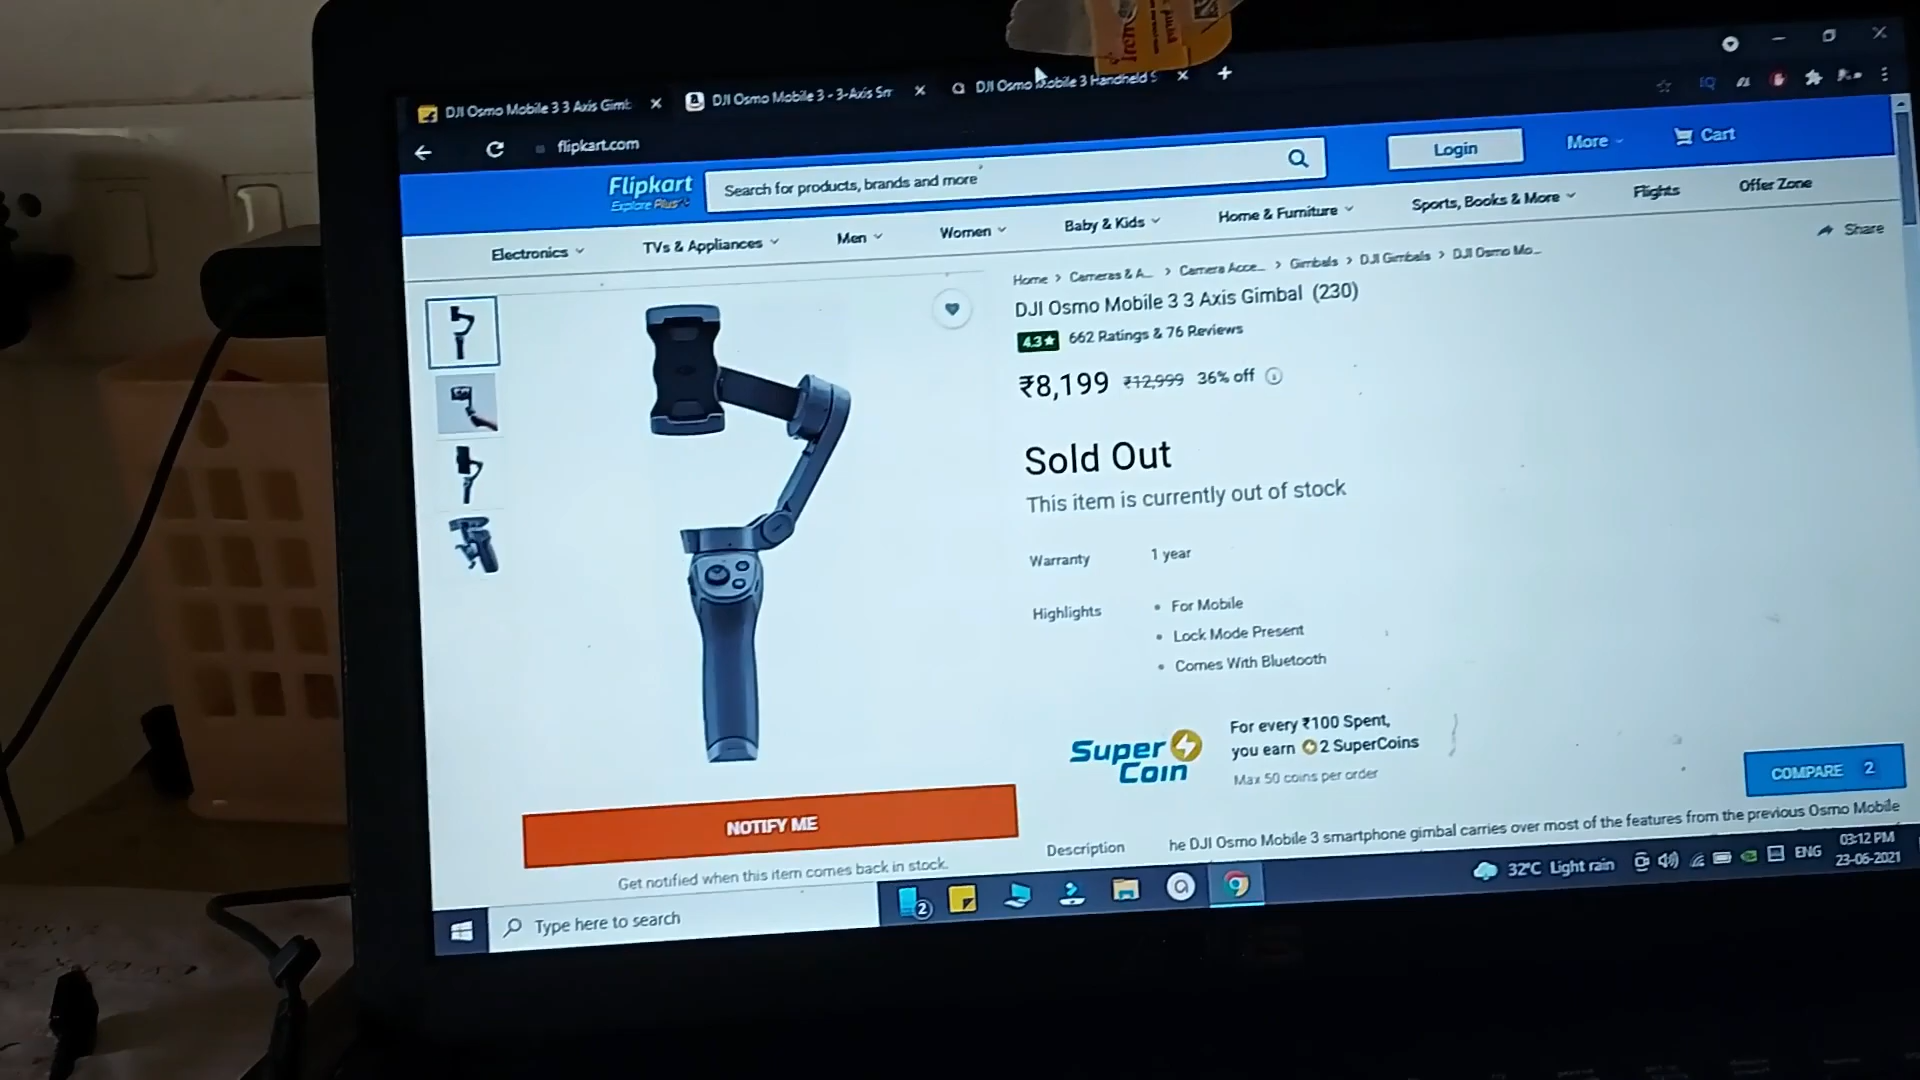 DJI Osmo Mobile 3 3 Axis Gimb
DJI Osmo Mobile 3 - 3-Axis Sm
DJI Osmo Mobile 3 Handheld S
flipkart.com
Flipkart
Explore Plus
Search for products, brands and more
Login
More
Cart
Electronics
TVs & Appliances
Men
Women
Baby & Kids
Home & Furniture
Sports, Books & More
Flights
Offer Zone
Share
Home > Cameras & A... > Camera Acce... > Gimbals > DJI Gimbals > DJI Osmo Mo...
DJI Osmo Mobile 3 3 Axis Gimbal (230)
4.3★ 662 Ratings & 76 Reviews
₹8,199 ₹12,999 36% off
Sold Out
This item is currently out of stock
Warranty 1 year
Highlights • For Mobile
• Lock Mode Present
• Comes With Bluetooth
Super Coin
For every ₹100 Spent,
you earn 2 SuperCoins
Max 50 coins per order
COMPARE 2
NOTIFY ME
Get notified when this item comes back in stock.
Description he DJI Osmo Mobile 3 smartphone gimbal carries over most of the features from the previous Osmo Mobile
Type here to search
2
32°C Light rain
ENG
03:12 PM
23-06-2021